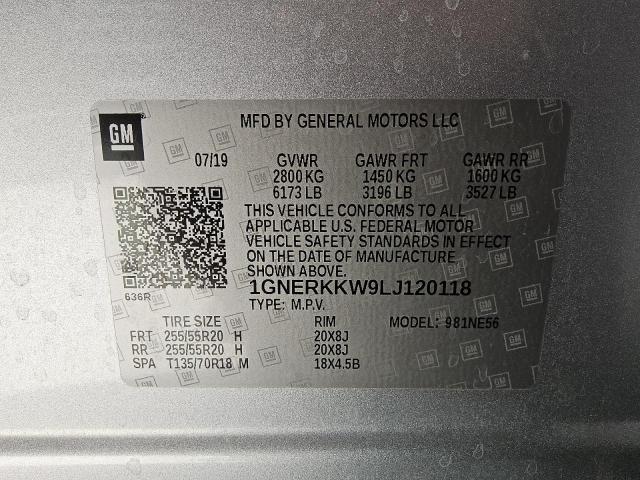 GM
MFD BY GENERAL MOTORS LLC
07/19 GVWR GAWR FRT GAWR RR
2800 KG 1450 KG 1600 KG
6173 LB 3196 LB 3527 LB
THIS VEHICLE CONFORMS TO ALL
APPLICABLE U.S. FEDERAL MOTOR
VEHICLE SAFETY STANDARDS IN EFFECT
ON THE DATE OF MANUFACTURE
SHOWN ABOVE.
636R
1GNERKKW9LJ120118
TYPE: M.P.V.
TIRE SIZE RIM MODEL: 981NE56
FRT 255/55R20 H 20X8J
RR 255/55R20 H 20X8J
SPA T135/70R18 M 18X4.5B